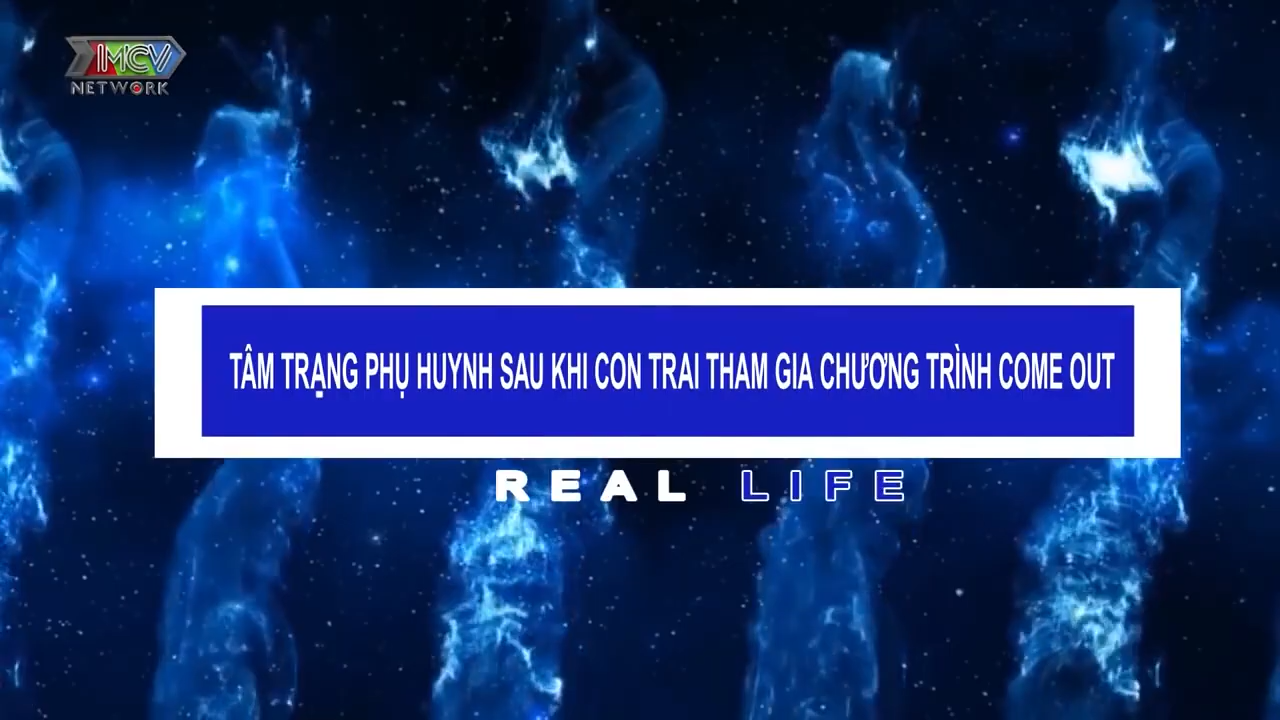 MCV
NETWORK
TÂM TRẠNG PHỤ HUYNH SAU KHI CON TRAI THAM GIA CHƯƠNG TRÌNH COME OUT
REAL LIFE